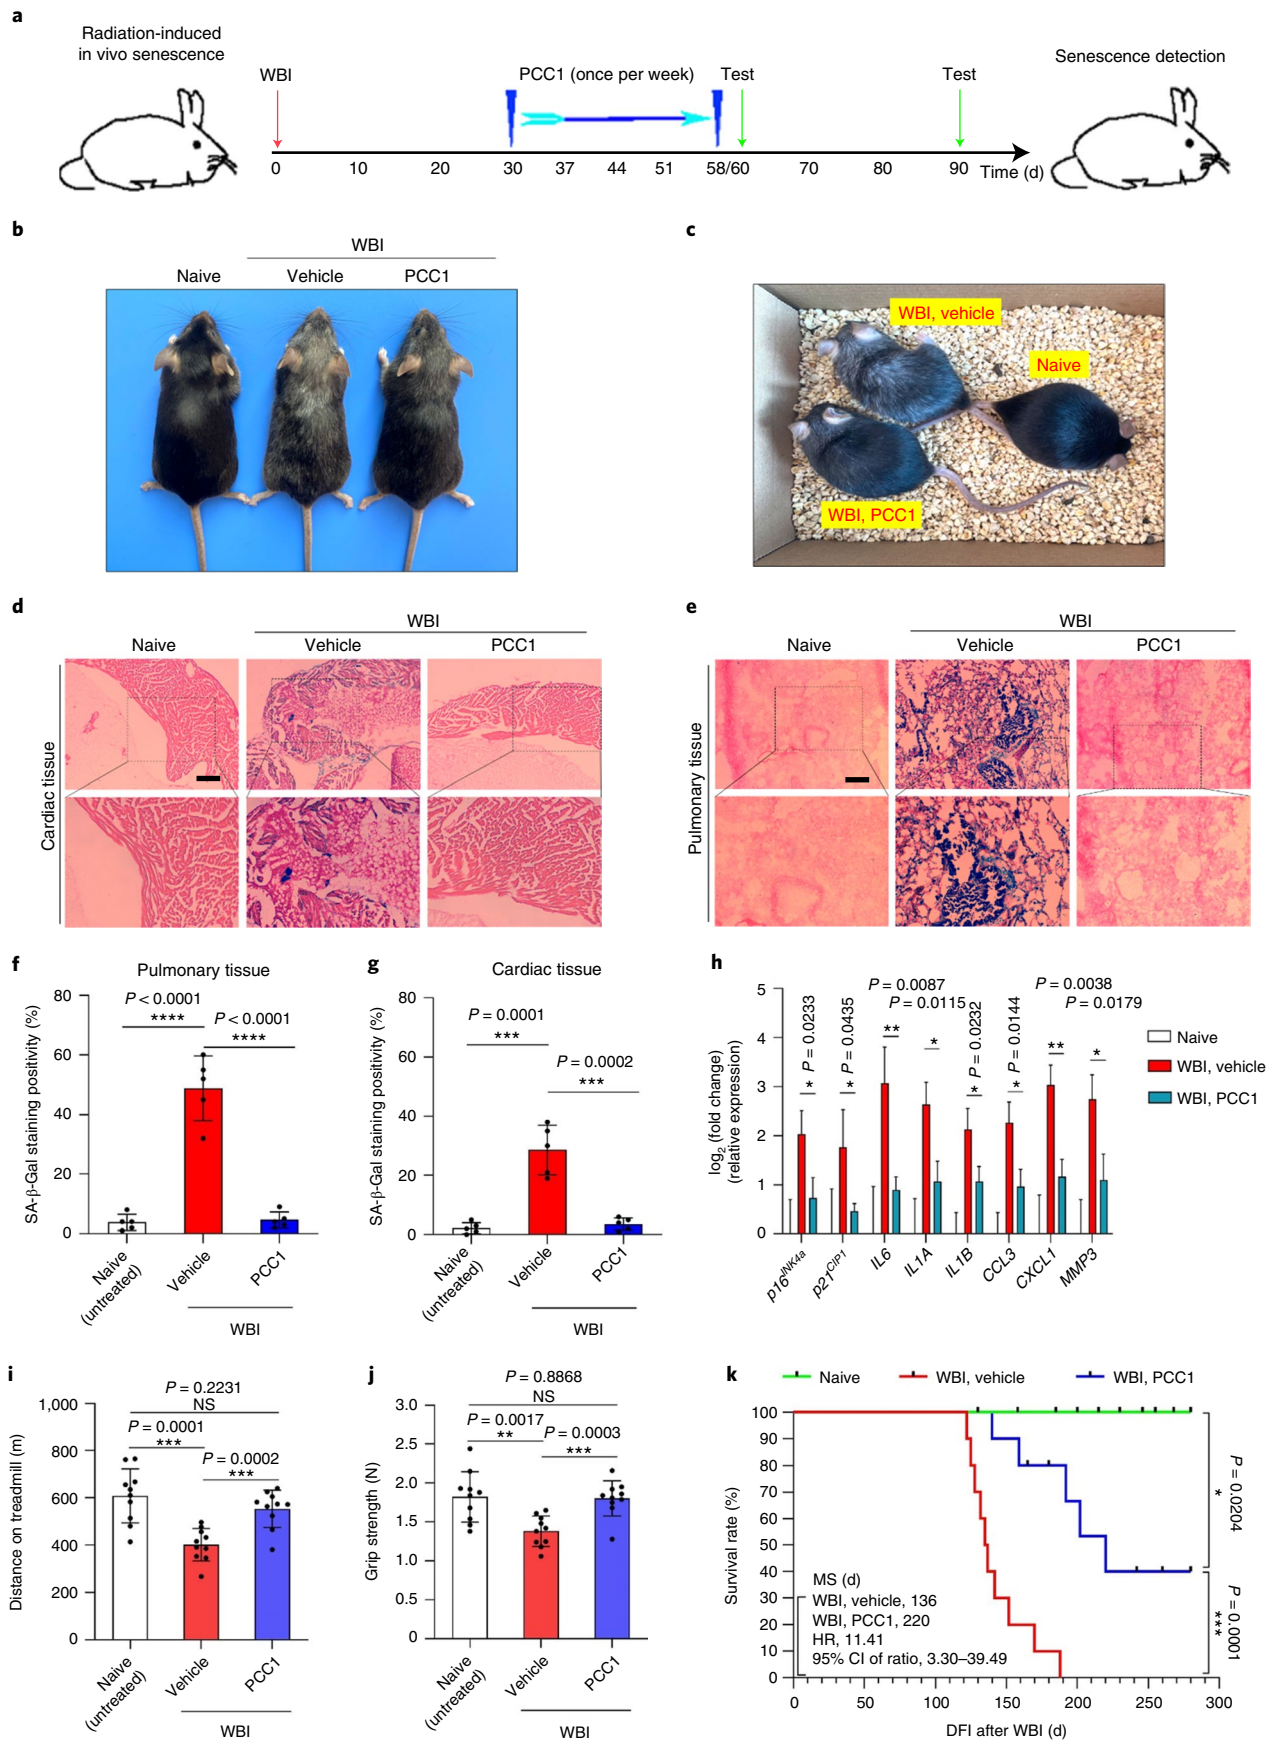 a
Radiation-induced
in vivo senescence
WBI
PCC1 (once per week)
Test
Test
Senescence detection
0 10 20 30 37 44 51 58/60 70 80 90 Time (d)
b
WBI
Naive Vehicle PCC1
c
WBI, vehicle
Naive
WBI, PCC1
d
WBI
Naive Vehicle PCC1
Cardiac tissue
e
WBI
Naive Vehicle PCC1
Pulmonary tissue
f
Pulmonary tissue
SA-β-Gal staining positivity (%)
80
60
40
20
0
P < 0.0001
****
P < 0.0001
****
Naive
(untreated)
Vehicle
PCC1
WBI
g
Cardiac tissue
SA-β-Gal staining positivity (%)
80
60
40
20
0
P = 0.0001
***
P = 0.0002
***
Naive
(untreated)
Vehicle
PCC1
WBI
h
log2 (fold change)
(relative expression)
5
4
3
2
1
0
* P = 0.0233
* P = 0.0435
P = 0.0087
**
P = 0.0115
*
* P = 0.0232
* P = 0.0144
P = 0.0038
**
P = 0.0179
*
Naive
WBI, vehicle
WBI, PCC1
p16INK4a
p21CIP1
IL6
IL1A
IL1B
CCL3
CXCL1
MMP3
i
Distance on treadmill (m)
1,000
800
600
400
200
0
P = 0.2231
NS
P = 0.0001
***
P = 0.0002
***
Naive
(untreated)
Vehicle
PCC1
WBI
j
Grip strength (N)
3.0
2.5
2.0
1.5
1.0
0.5
0
P = 0.8868
NS
P = 0.0017
**
P = 0.0003
***
Naive
(untreated)
Vehicle
PCC1
WBI
k
Naive WBI, vehicle WBI, PCC1
Survival rate (%)
100
90
80
70
60
50
40
30
20
10
0
MS (d)
WBI, vehicle, 136
WBI, PCC1, 220
HR, 11.41
95% CI of ratio, 3.30–39.49
P = 0.0204
*
P = 0.0001
***
0 50 100 150 200 250 300
DFI after WBI (d)